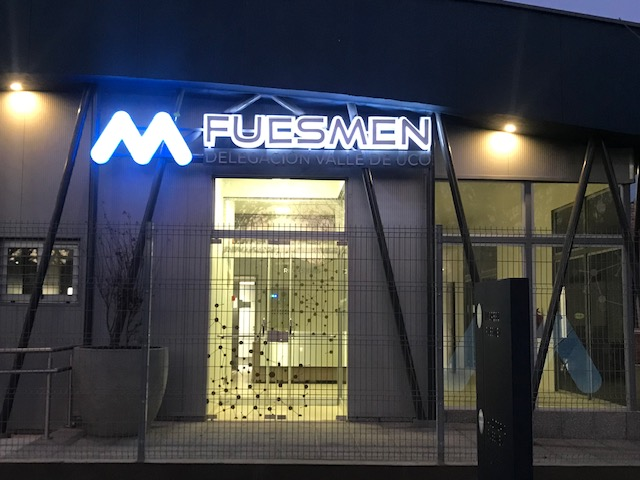 FUESMEN
DELEGACIÓN VALLE DE UCO